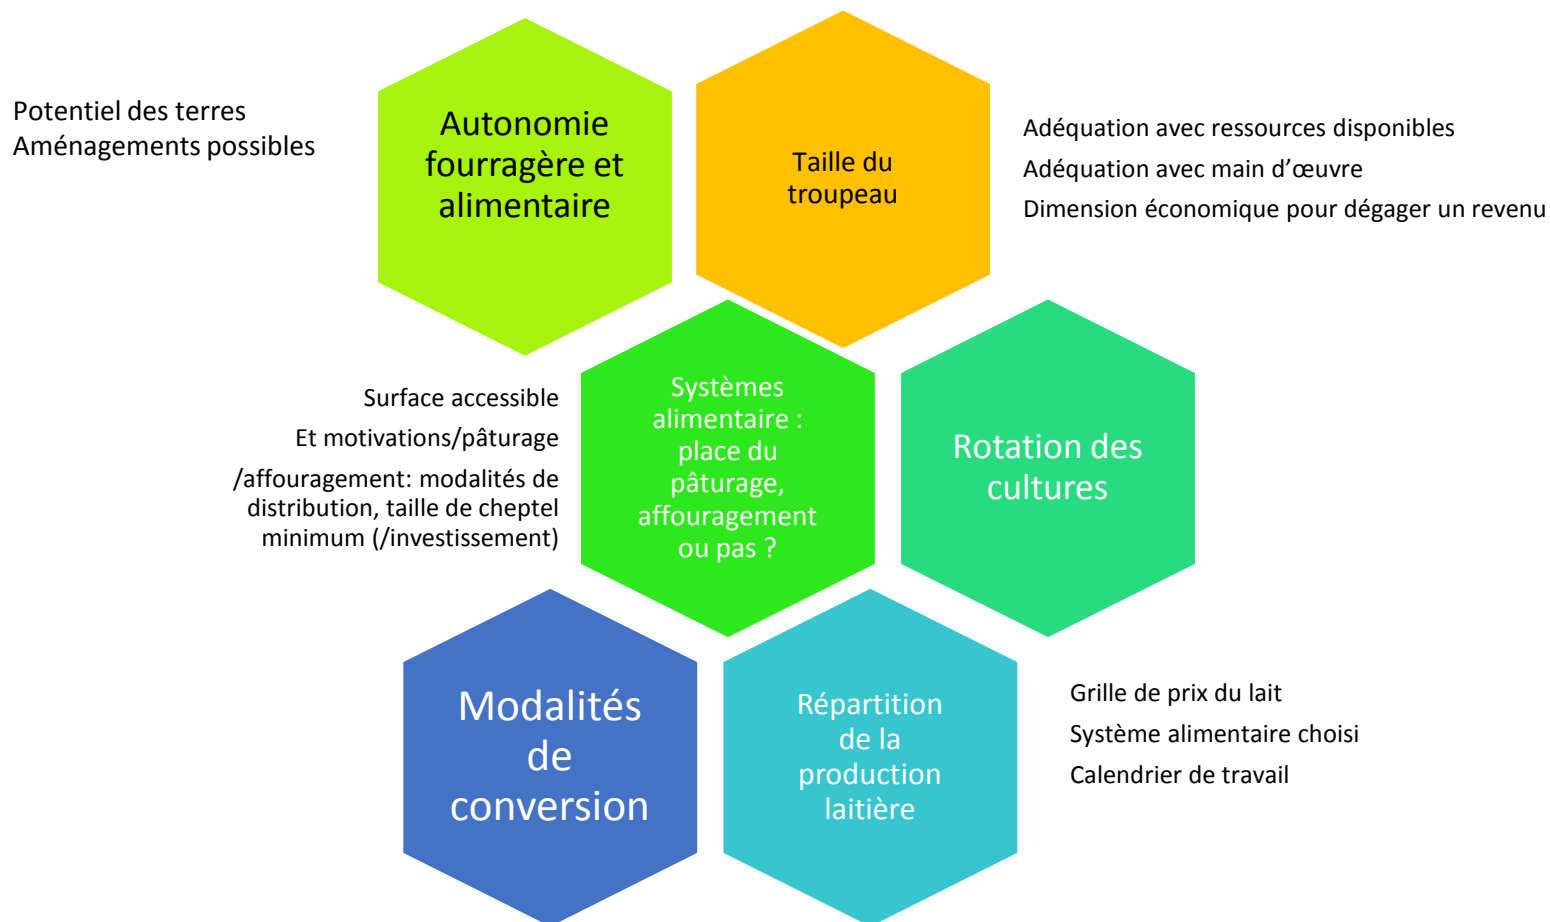 Potentiel des terres
Aménagements possibles
Autonomie
fourragère et
alimentaire
Taille du
troupeau
Adéquation avec ressources disponibles
Adéquation avec main d’œuvre
Dimension économique pour dégager un revenu
Surface accessible
Et motivations/pâturage
/affouragement: modalités de
distribution, taille de cheptel
minimum (/investissement)
Systèmes
alimentaire :
place du
pâturage,
affouragement
ou pas ?
Rotation des
cultures
Modalités
de
conversion
Répartition
de la
production
laitière
Grille de prix du lait
Système alimentaire choisi
Calendrier de travail